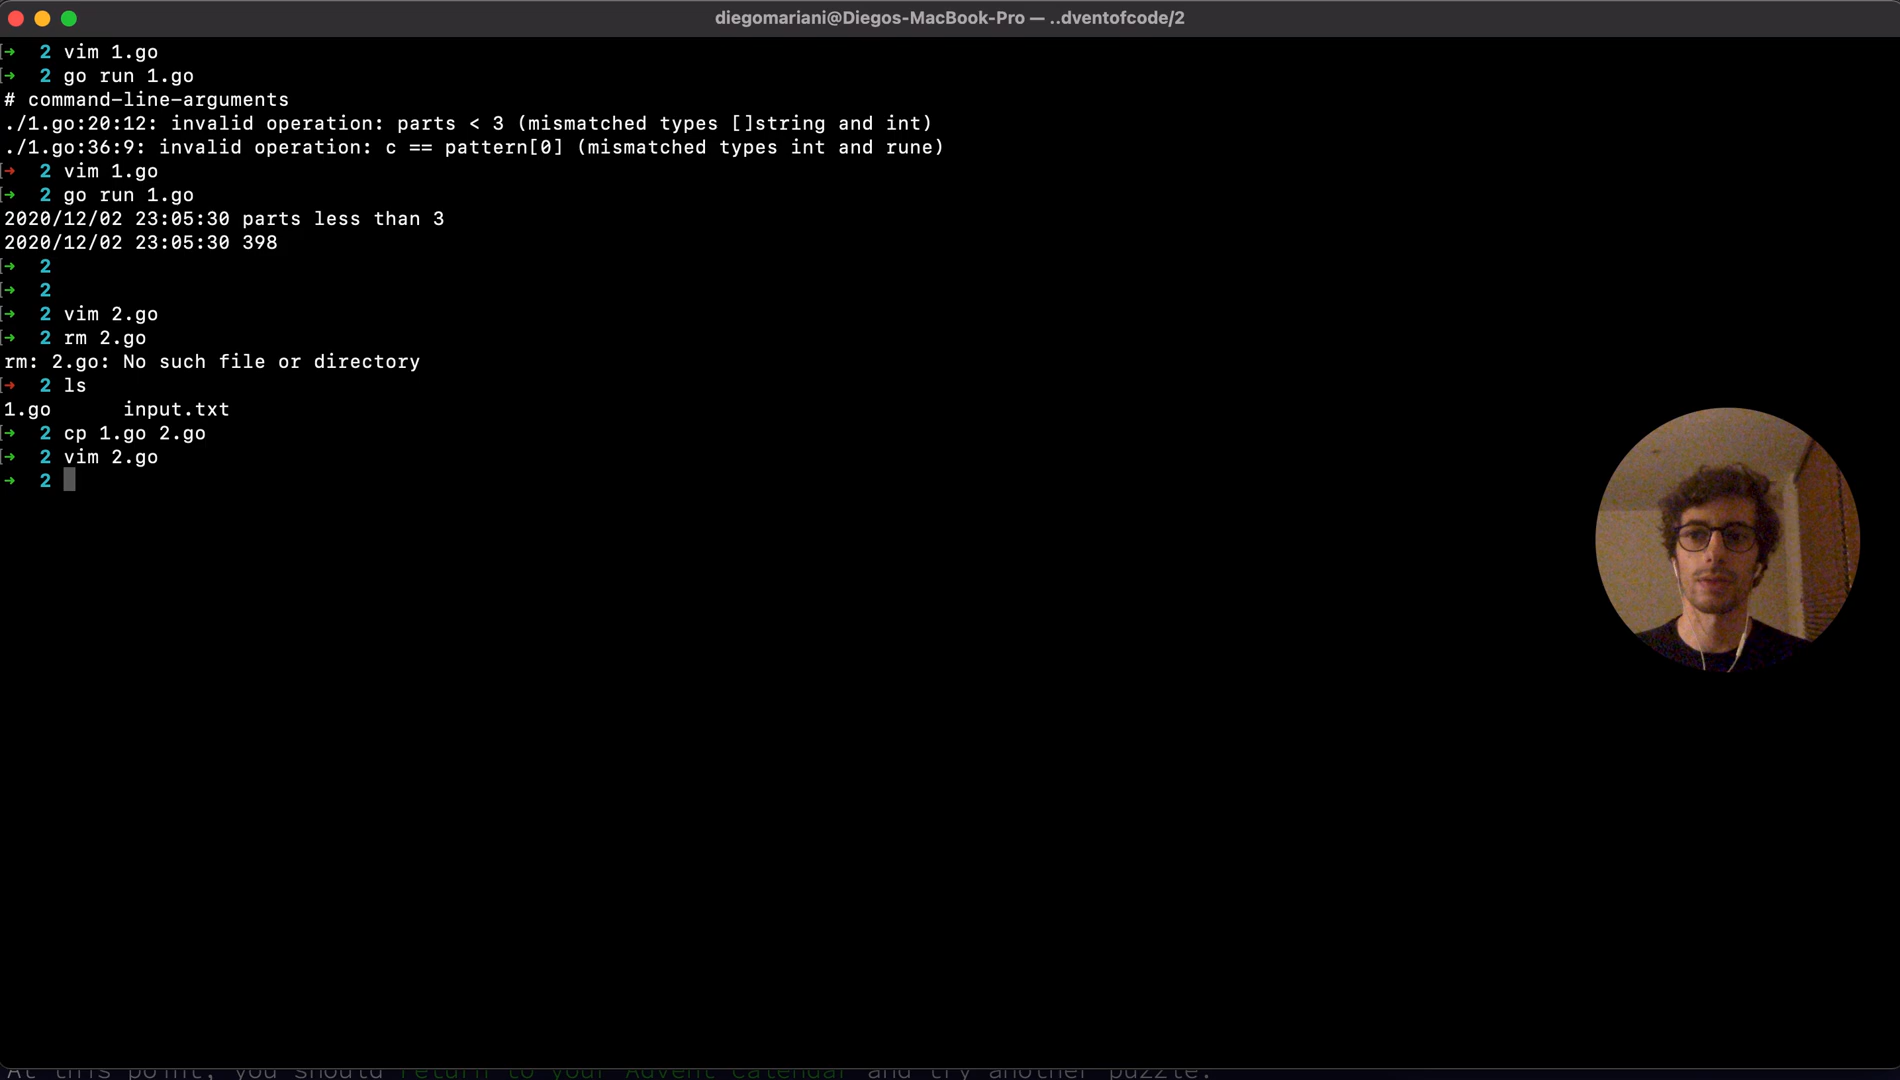 diegomariani@Diegos-MacBook-Pro — ..dventofcode/2
[➜ 2 vim 1.go
[➜ 2 go run 1.go
# command-line-arguments
./1.go:20:12: invalid operation: parts < 3 (mismatched types []string and int)
./1.go:36:9: invalid operation: c == pattern[0] (mismatched types int and rune)
[➜ 2 vim 1.go
[➜ 2 go run 1.go
2020/12/02 23:05:30 parts less than 3
2020/12/02 23:05:30 398
[➜ 2
[➜ 2
[➜ 2 vim 2.go
[➜ 2 rm 2.go
rm: 2.go: No such file or directory
[➜ 2 ls
1.go input.txt
[➜ 2 cp 1.go 2.go
[➜ 2 vim 2.go
➜ 2
At this point, you should return to your Advent calendar and try another puzzle.